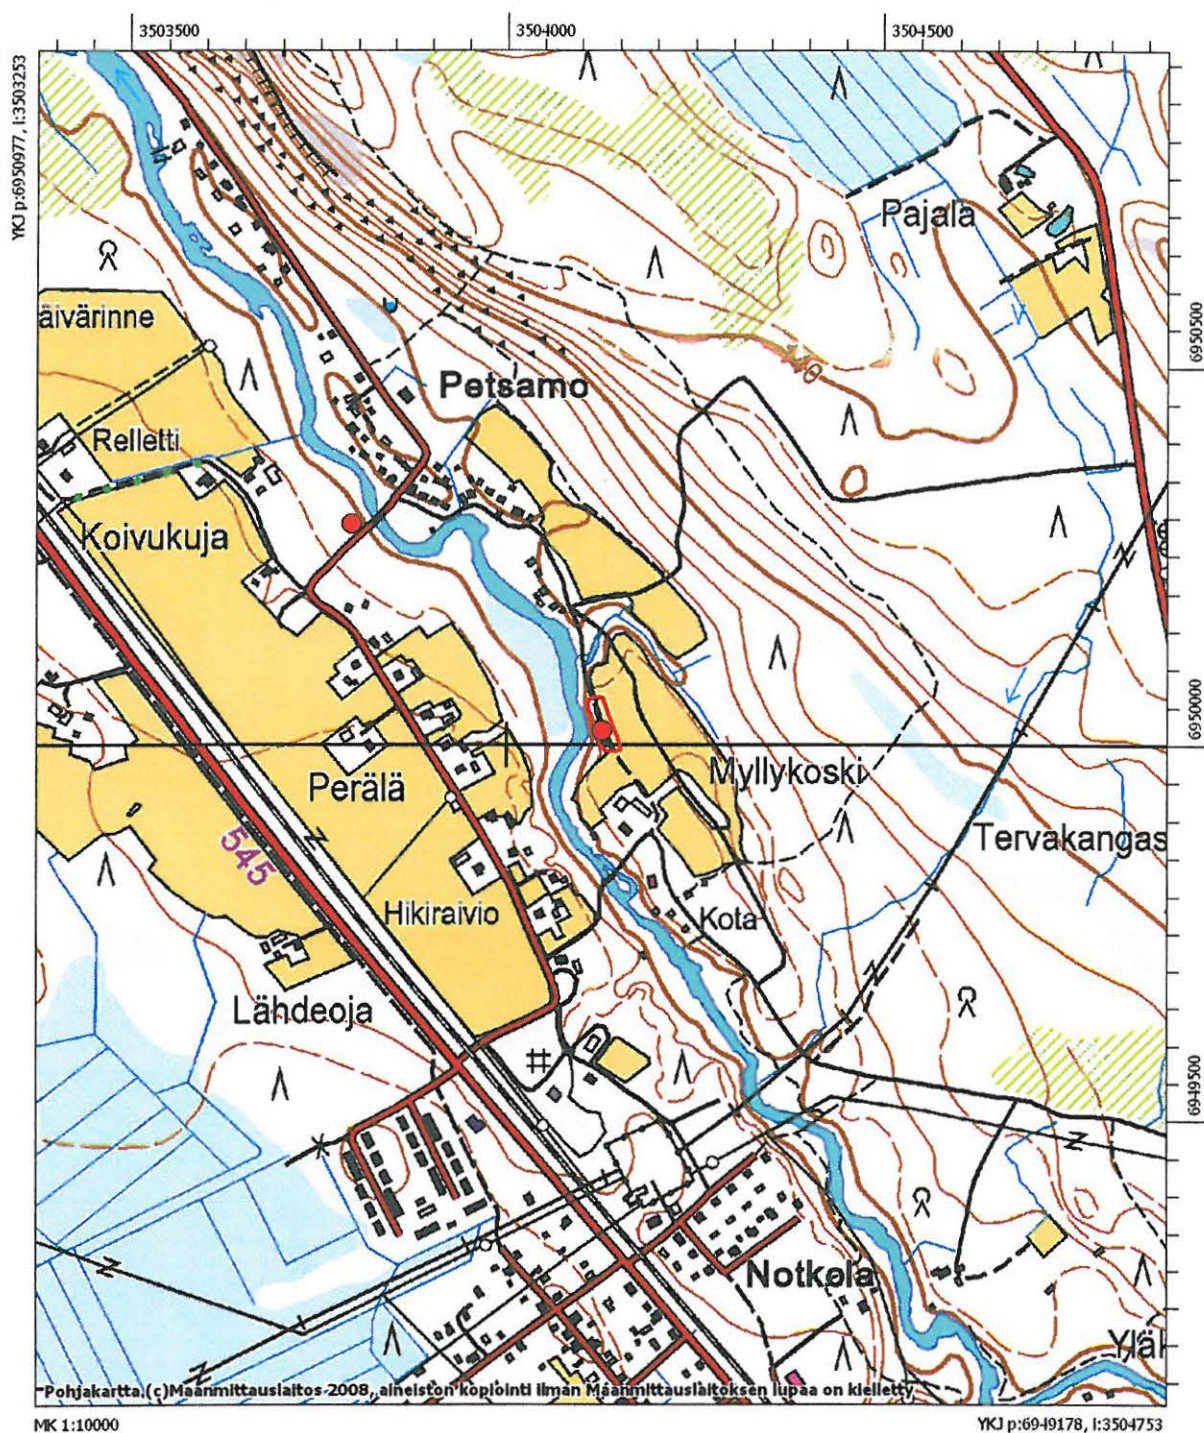 3503500
3504000
3504500
YKJ p:6950977, l:3503253
Pajala
äivärinne
6950500
Petsamo
40
Relletti
Koivukuja
6950000
Perälä
Myllykoski
545
Tervakangas
Hikiraivio
Kota
Lähdeoja
6949500
Notkola
Yläl
Pohjakartta (c)Maanmittauslaitos 2008, aineiston kopiointi ilman Maanmittauslaitoksen lupaa on kielletty
MK 1:10000
YKJ p:6949178, l:3504753